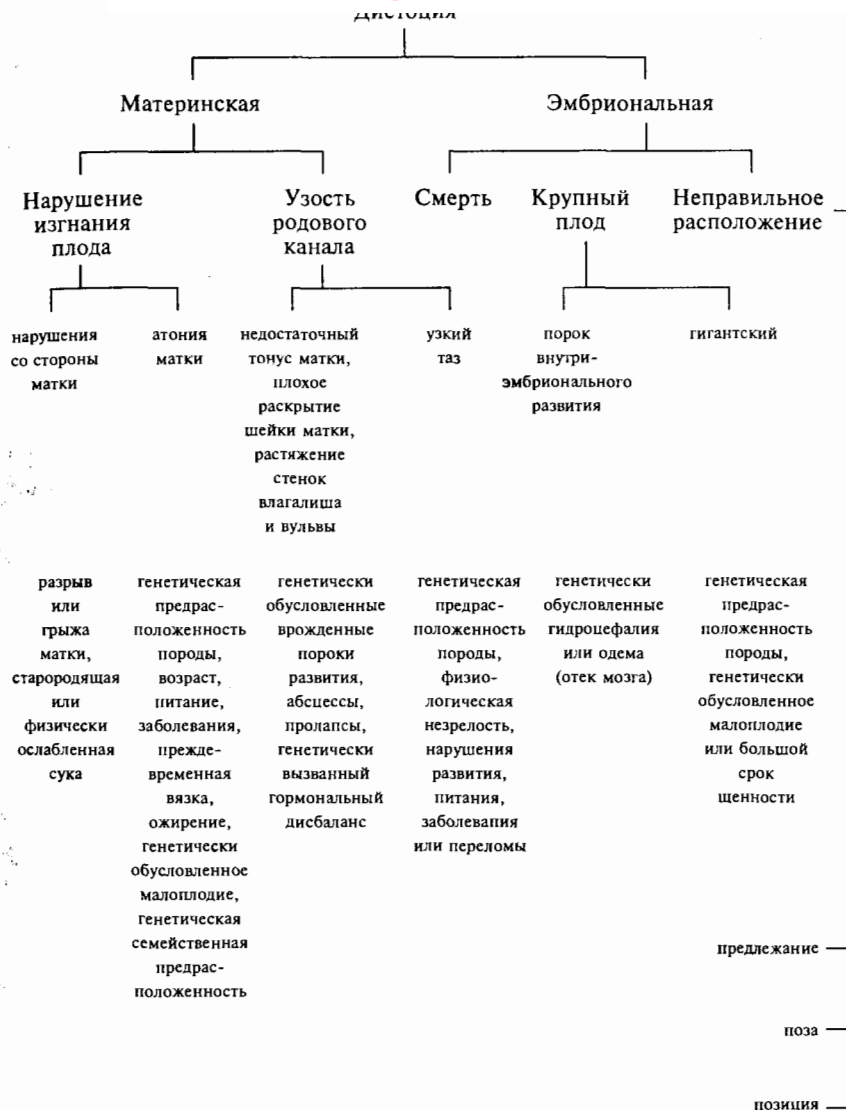 Дистоция
Материнская
Эмбриональная
Нарушение
изгнания
плода
Узость
родового
канала
Смерть
Крупный
плод
Неправильное
расположение
нарушения
со стороны
матки
атония
матки
недостаточный
тонус матки,
плохое
раскрытие
шейки матки,
растяжение
стенок
влагалиша
и вульвы
узкий
таз
порок
внутри-
эмбрионального
развития
гигантский
разрыв
или
грыжа
матки,
старородящая
или
физически
ослабленная
сука
генетическая
предрас-
положенность
породы,
возраст,
питание,
заболевания,
прежде-
временная
вязка,
ожирение,
генетически
обусловленное
малоплодие,
генетическая
семейственная
предрас-
положенность
генетически
обусловленные
врожденные
пороки
развития,
абсцессы,
пролапсы,
генетически
вызванный
гормональный
дисбаланс
генетическая
предрас-
положенность
породы,
физио-
логическая
незрелость,
нарушения
развития,
питания,
заболевания
или переломы
генетически
обусловленные
гидроцефалия
или одема
(отек мозга)
генетическая
предрас-
положенность
породы,
генетически
обусловленное
малоплодие
или большой
срок
щенности
предлежание
поза
позиция